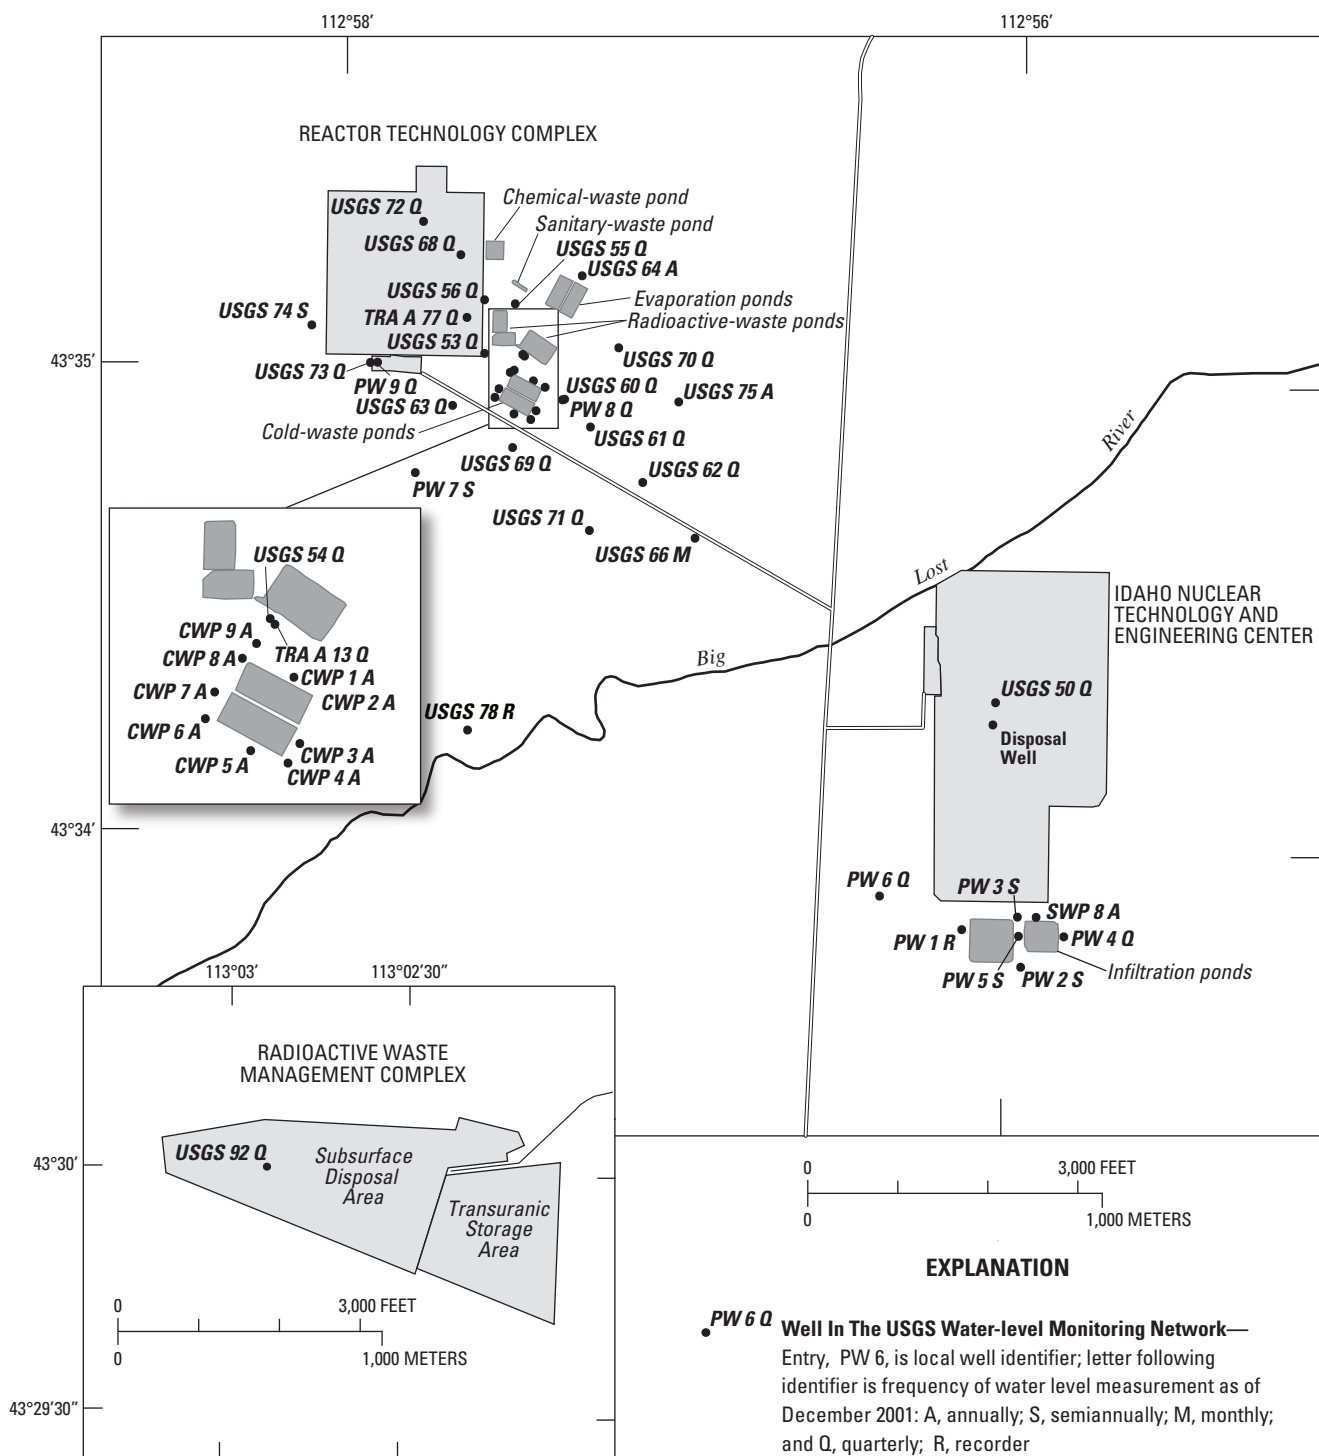 112°58′
112°56′
REACTOR TECHNOLOGY COMPLEX
USGS 72 Q
Chemical-waste pond
Sanitary-waste pond
USGS 68 Q
USGS 55 Q
USGS 64 A
USGS 56 Q
Evaporation ponds
USGS 74 S
TRA A 77 Q
Radioactive-waste ponds
USGS 53 Q
43°35′
USGS 70 Q
USGS 73 Q
PW 9 Q
USGS 60 Q
USGS 75 A
USGS 63 Q
PW 8 Q
Cold-waste ponds
USGS 61 Q
River
USGS 69 Q
USGS 62 Q
PW 7 S
USGS 71 Q
USGS 66 M
USGS 54 Q
Lost
IDAHO NUCLEAR
TECHNOLOGY AND
ENGINEERING CENTER
CWP 9 A
TRA A 13 Q
CWP 8 A
CWP 1 A
Big
CWP 7 A
CWP 2 A
USGS 50 Q
CWP 6 A
USGS 78 R
Disposal
Well
CWP 3 A
CWP 5 A
CWP 4 A
43°34′
PW 6 Q
PW 3 S
SWP 8 A
PW 1 R
PW 4 Q
PW 5 S
PW 2 S
Infiltration ponds
113°03′
113°02′30″
RADIOACTIVE WASTE
MANAGEMENT COMPLEX
USGS 92 Q
Subsurface
Disposal
Area
43°30′
Transuranic
Storage
Area
0
3,000 FEET
0
1,000 METERS
0
3,000 FEET
0
1,000 METERS
43°29′30″
EXPLANATION
PW 6 Q
Well In The USGS Water-level Monitoring Network—
Entry, PW 6, is local well identifier; letter following
identifier is frequency of water level measurement as of
December 2001: A, annually; S, semiannually; M, monthly;
and Q, quarterly; R, recorder